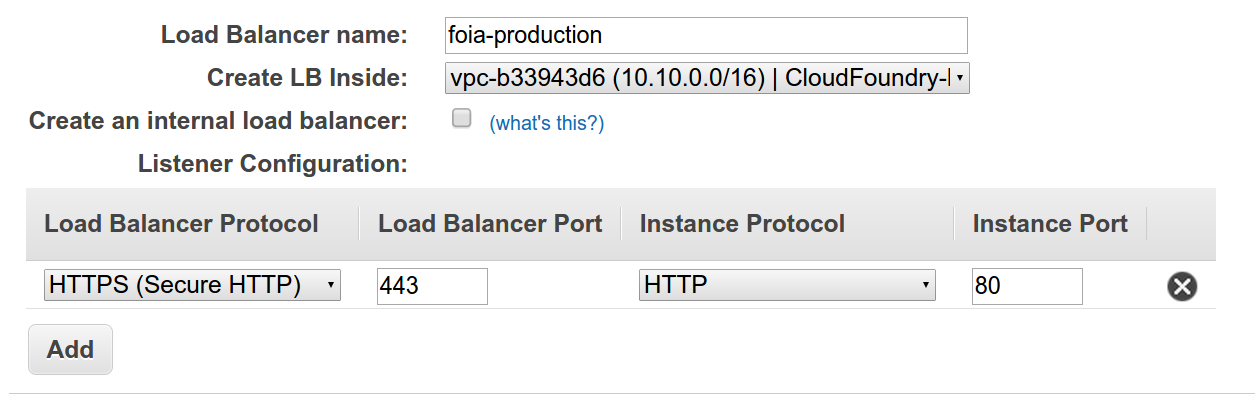 Load Balancer name: foia-production
Create LB Inside: vpc-b33943d6 (10.10.0.0/16) | CloudFoundry-
Create an internal load balancer: (what's this?)
Listener Configuration:
Load Balancer Protocol Load Balancer Port Instance Protocol Instance Port
HTTPS (Secure HTTP) 443 HTTP 80
Add